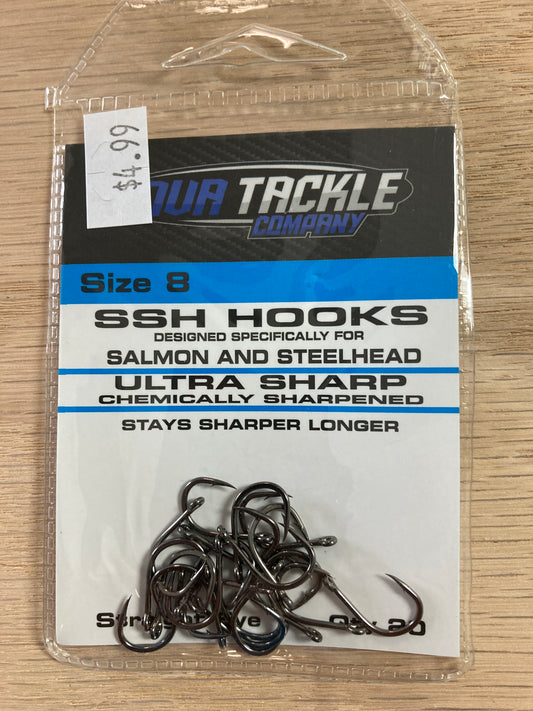 $4.99
TACKLE
COMPANY
Size 8
SSH HOOKS
DESIGNED SPECIFICALLY FOR
SALMON AND STEELHEAD
ULTRA SHARP
CHEMICALLY SHARPENED
STAYS SHARPER LONGER
20